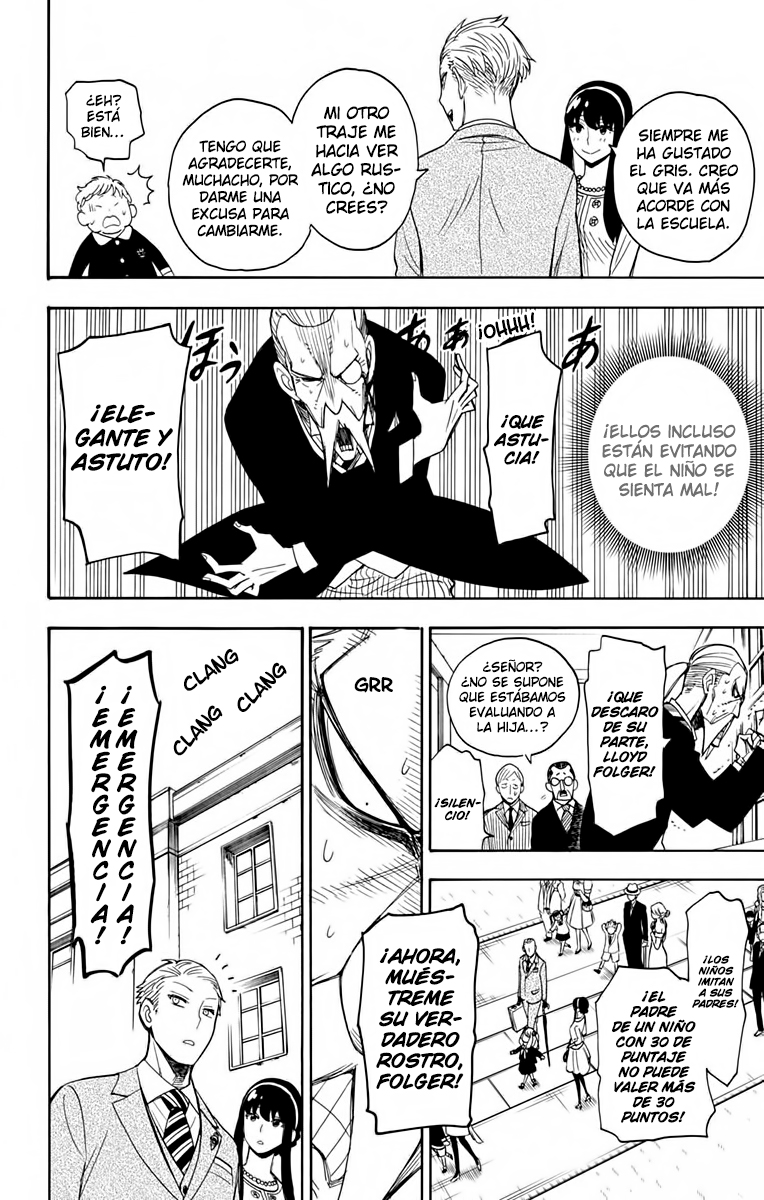 SIEMPRE ME
HA GUSTADO
EL GRIS. CREO
QUE VA MÁS
ACORDE CON
LA ESCUELA.
MI OTRO
TRAJE ME
HACIA VER
ALGO RUS-
TICO, ¿NO
CREES?
TENGO QUE
AGRADECERTE,
MUCHACHO, POR
DARME UNA
EXCUSA PARA
CAMBIARME.
¿EH?
ESTÁ
BIEN...
¡ELLOS INCLUSO
ESTÁN EVITANDO
QUE EL NIÑO SE
SIENTA MAL!
¡OHHH!
¡QUE
ASTU-
CIA!
¡ELE-
GANTE Y
ASTUTO!
¡QUE
DESCARO
DE SU
PARTE,
LLOYD
FOLGER!
¿SEÑOR?
¿NO SE SUPONE
QUE ESTÁBAMOS
EVALUANDO A
LA HIJA...?
¡SILEN-
CIO!
¡LOS
NIÑOS IMITAN
A SUS
PADRES!
¡EL
PADRE
DE UN NIÑO
CON 30 DE
PUNTAJE
NO PUEDE
VALER MÁS
DE 30
PUNTOS!
GRR
¡AHORA,
MUÉS-
TREME
SU VER-
DADERO
ROSTRO,
FOLGER!
CLANG
CLANG
CLANG
¡EMERGENCIA!
¡EMERGENCIA!